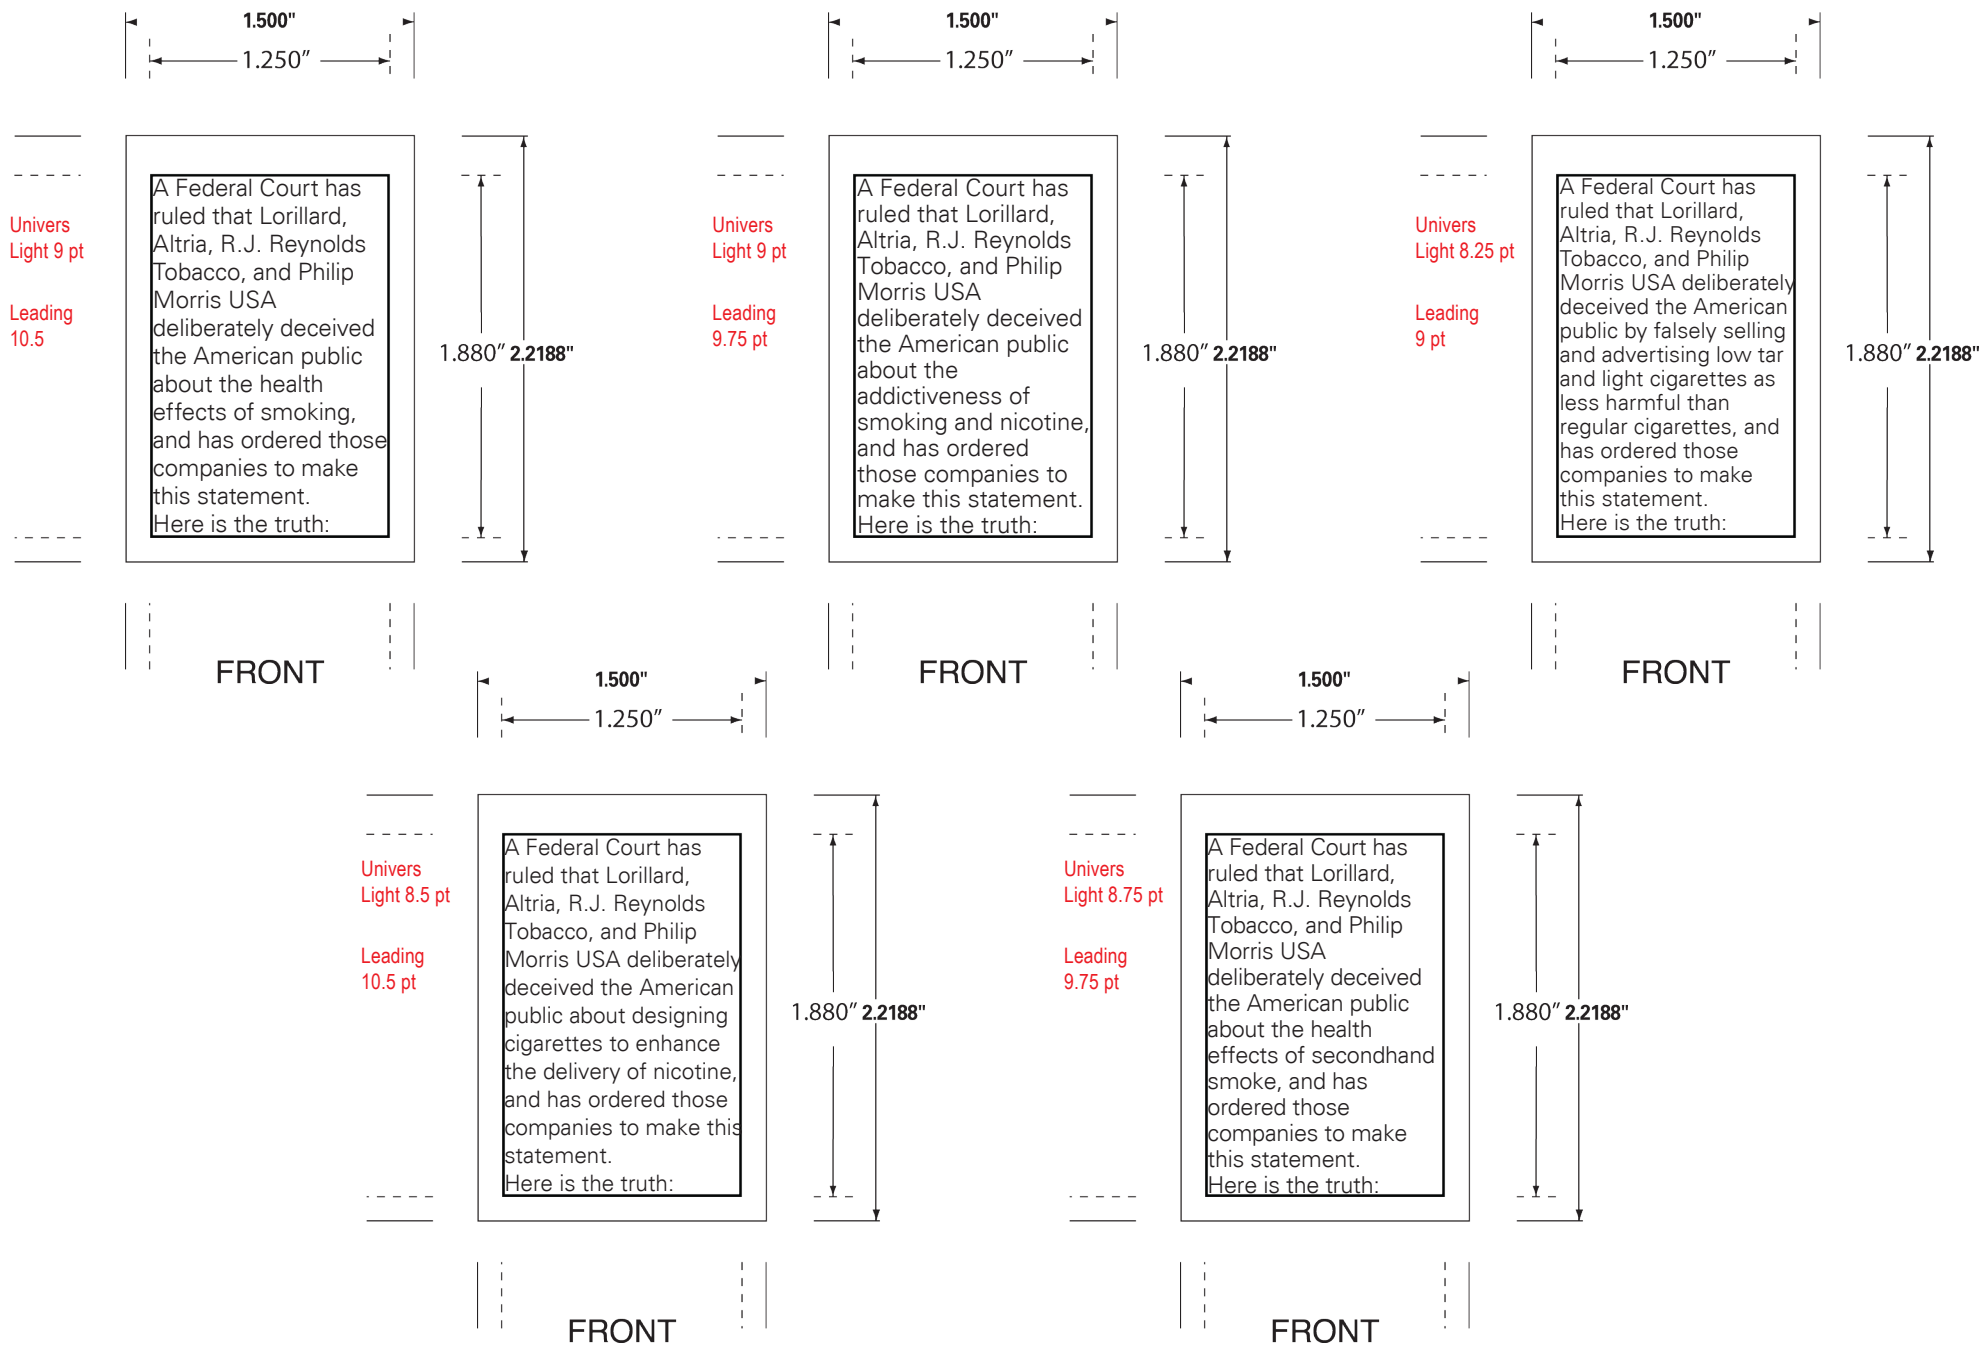 1.500"
1.250”
Univers
Light 9 pt
Leading
10.5
A Federal Court has
ruled that Lorillard,
Altria, R.J. Reynolds
Tobacco, and Philip
Morris USA
deliberately deceived
the American public
about the health
effects of smoking,
and has ordered those
companies to make
this statement.
Here is the truth:
1.880” 2.2188"
FRONT
1.500"
1.250”
Univers
Light 9 pt
Leading
9.75 pt
A Federal Court has
ruled that Lorillard,
Altria, R.J. Reynolds
Tobacco, and Philip
Morris USA
deliberately deceived
the American public
about the
addictiveness of
smoking and nicotine,
and has ordered
those companies to
make this statement.
Here is the truth:
1.880” 2.2188"
FRONT
1.500"
1.250”
Univers
Light 8.25 pt
Leading
9 pt
A Federal Court has
ruled that Lorillard,
Altria, R.J. Reynolds
Tobacco, and Philip
Morris USA deliberately
deceived the American
public by falsely selling
and advertising low tar
and light cigarettes as
less harmful than
regular cigarettes, and
has ordered those
companies to make
this statement.
Here is the truth:
1.880” 2.2188"
FRONT
1.500"
1.250”
Univers
Light 8.5 pt
Leading
10.5 pt
A Federal Court has
ruled that Lorillard,
Altria, R.J. Reynolds
Tobacco, and Philip
Morris USA deliberately
deceived the American
public about designing
cigarettes to enhance
the delivery of nicotine,
and has ordered those
companies to make this
statement.
Here is the truth:
1.880” 2.2188"
FRONT
1.500"
1.250”
Univers
Light 8.75 pt
Leading
9.75 pt
A Federal Court has
ruled that Lorillard,
Altria, R.J. Reynolds
Tobacco, and Philip
Morris USA
deliberately deceived
the American public
about the health
effects of secondhand
smoke, and has
ordered those
companies to make
this statement.
Here is the truth:
1.880” 2.2188"
FRONT